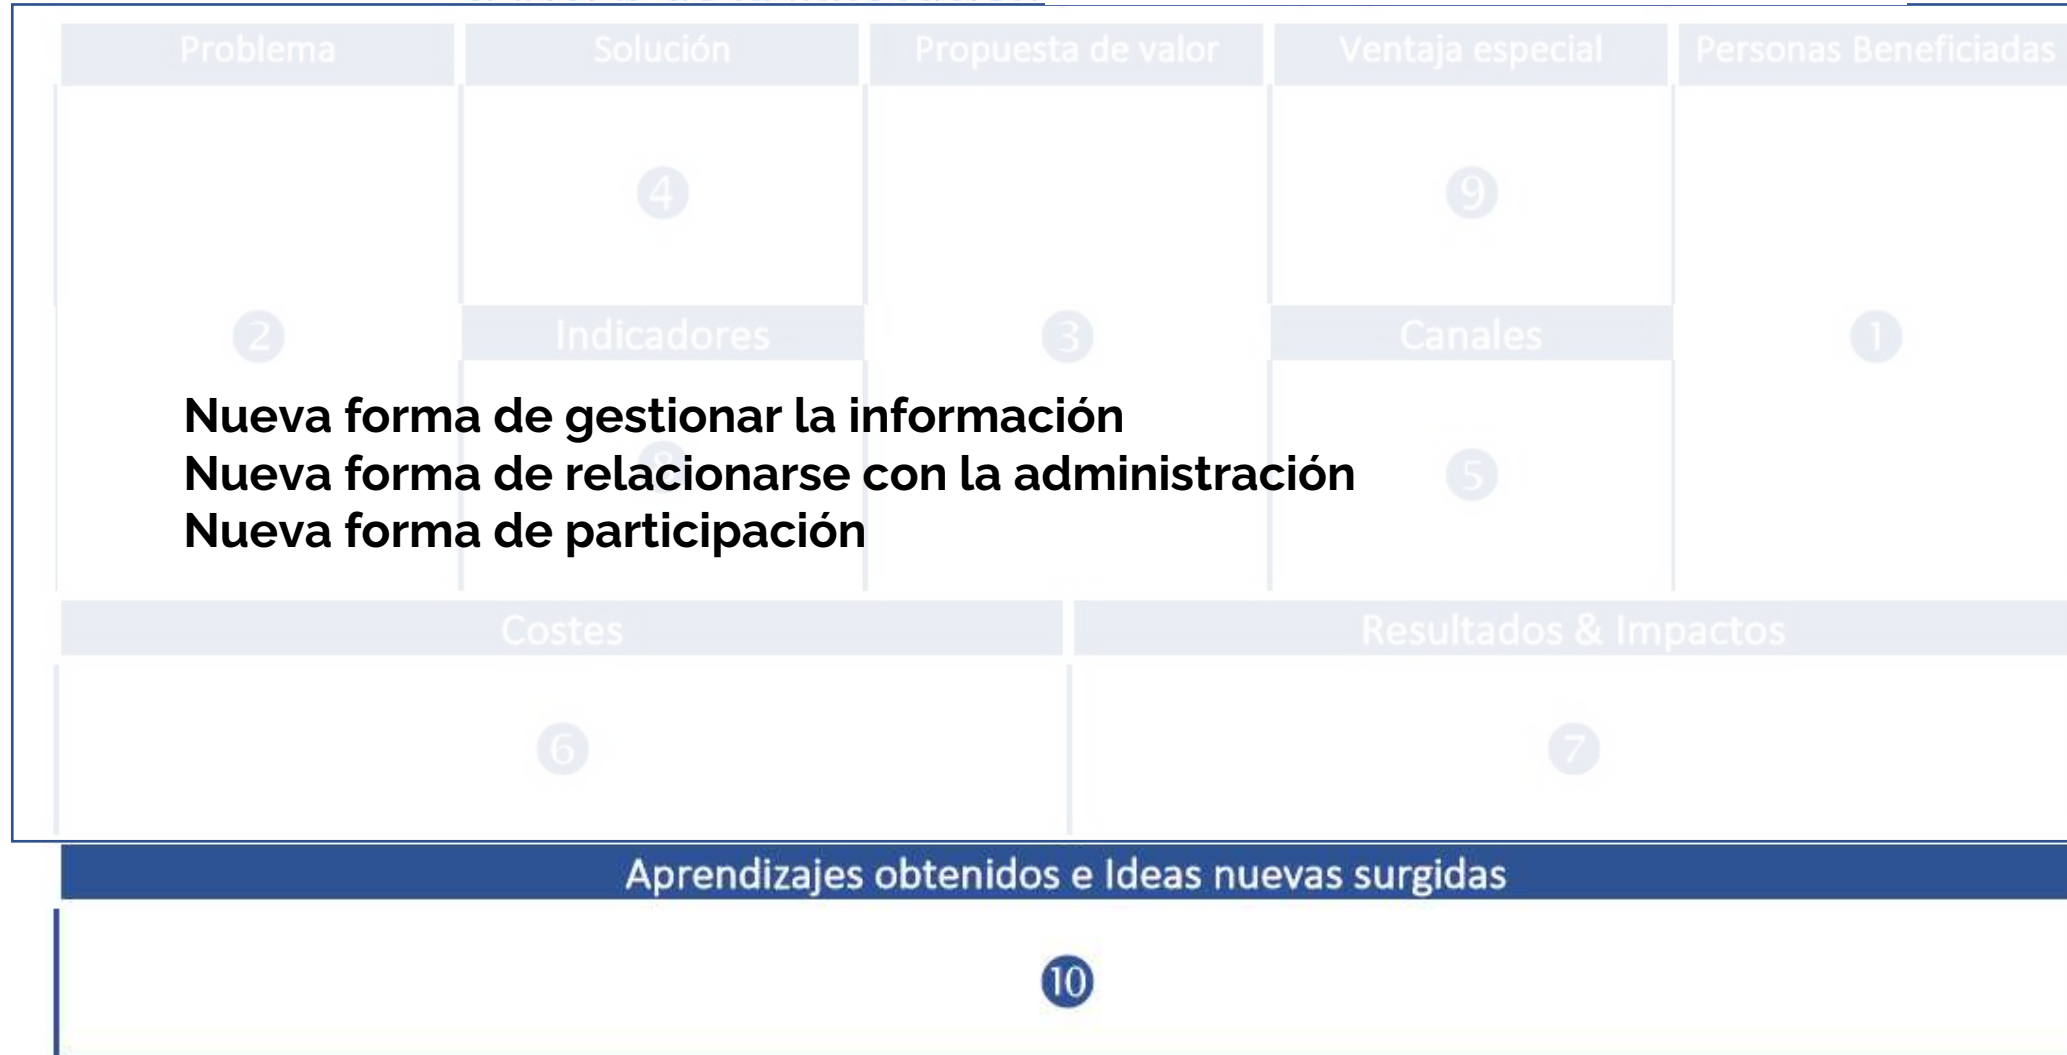 Problema
Solución
Propuesta de valor
Ventaja especial
Personas Beneficiadas
4
9
2
Indicadores
3
Canales
1
Nueva forma de gestionar la información
Nueva forma de relacionarse con la administración
8
5
Nueva forma de participación
Costes
Resultados & Impactos
6
7
Aprendizajes obtenidos e Ideas nuevas surgidas
10